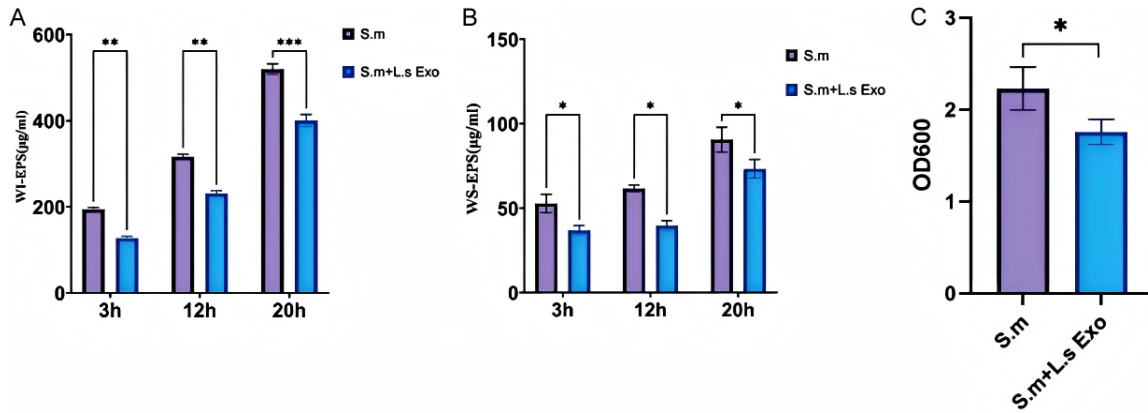 A
WI-EPS(μg/ml)
600
400
200
0
** ** ***
3h 12h 20h
S.m
S.m+L.s Exo
B
WS-EPS(μg/ml)
150
100
50
0
* * *
3h 12h 20h
S.m
S.m+L.s Exo
C
OD600
3
2
1
0
*
S.m
S.m+L.s Exo